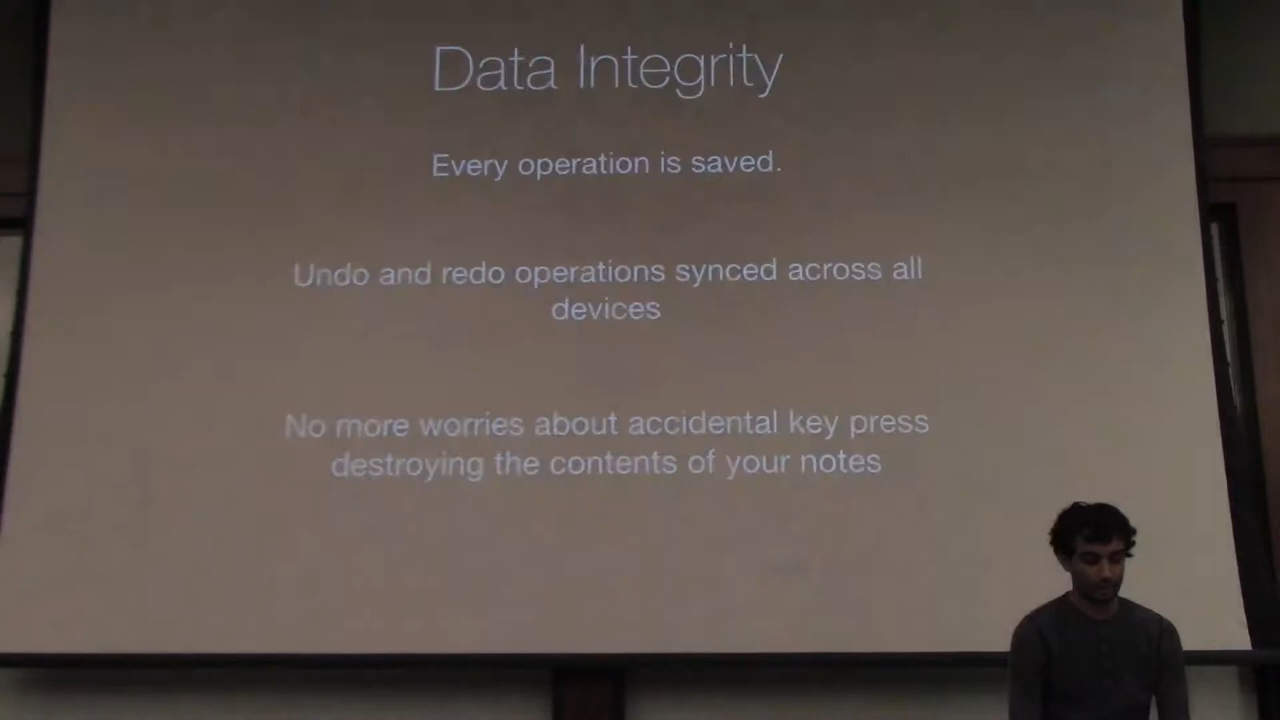 Data Integrity
Every operation is saved.
Undo and redo operations synced across all
devices
No more worries about accidental key press
destroying the contents of your notes